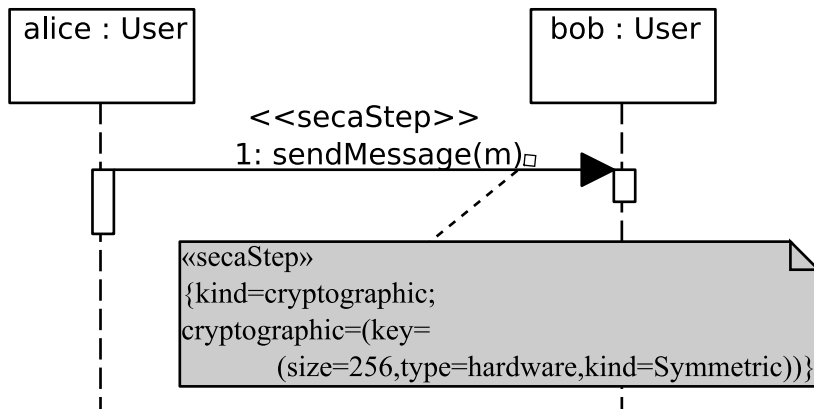 alice : User
bob : User
<<secaStep>>
1: sendMessage(m)
«secaStep»
{kind=cryptographic;
cryptographic=(key=
(size=256,type=hardware,kind=Symmetric))}